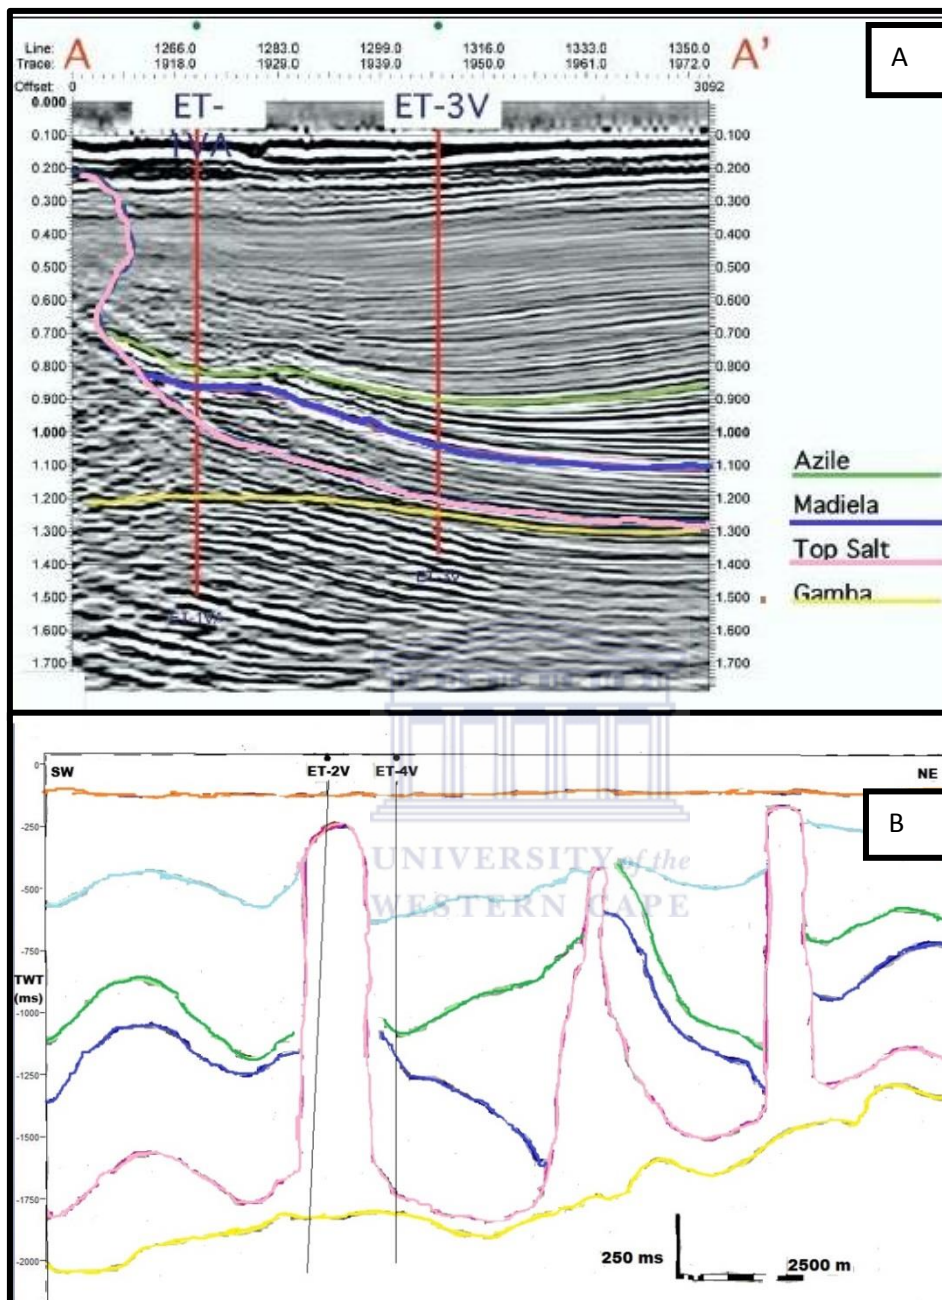 Line: 1266.0 1283.0 1299.0 1316.0 1333.0 1350.0
A Trace: 1918.0 1929.0 1939.0 1950.0 1961.0 1972.0 A'
A
Offset: 0 3092
ET-1VA
ET-3V
0.000
0.100 0.100
0.200 0.200
0.300 0.300
0.400 0.400
0.500 0.500
0.600 0.600
0.700 0.700
0.800 0.800
0.900 0.900
1.000 1.000
1.100 1.100
1.200 1.200
1.300 1.300
1.400 1.400
1.500 1.500
1.600 1.600
1.700 1.700
ET-3V
ET-1VA
Azile
Madiela
Top Salt
Gamba
0
SW ET-2V ET-4V NE
B
-250
UNIVERSITY of the
-500
WESTERN CAPE
-750
TWT
(ms)
-1000
-1250
-1500
-1750
-2000
250 ms 2500 m